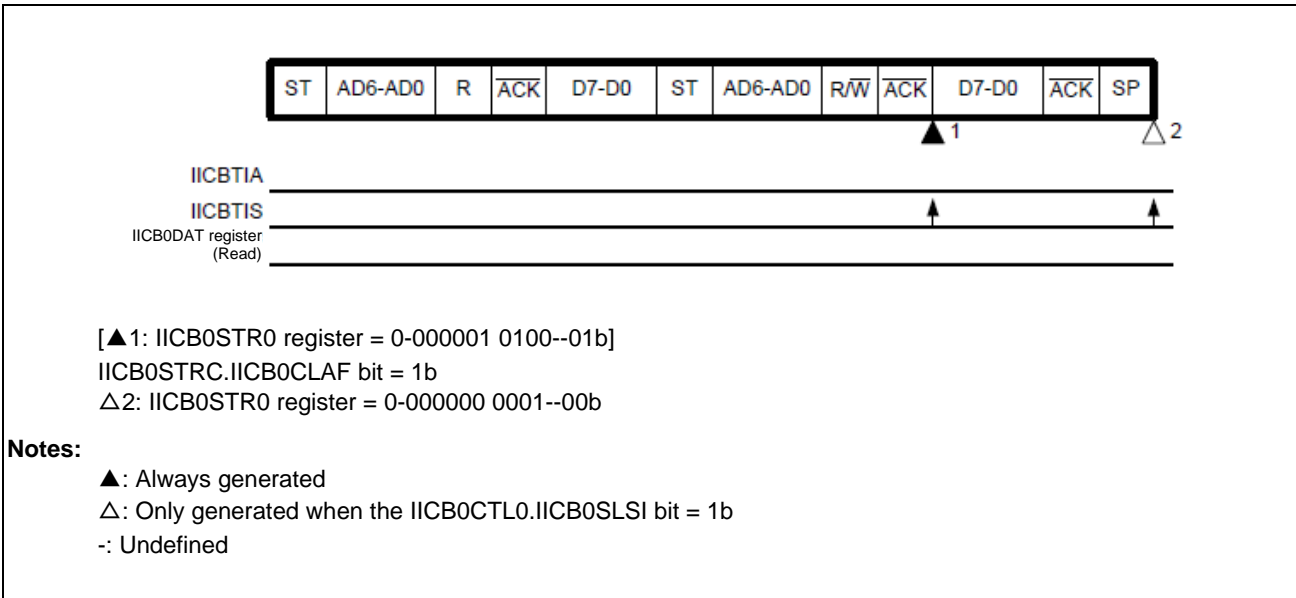 ST AD6-AD0 R ACK D7-D0 ST AD6-AD0 R/W ACK D7-D0 ACK SP
▲1 △2
IICBTIA
IICBTIS
IICB0DAT register
(Read)
[▲1: IICB0STR0 register = 0-000001 0100--01b]
IICB0STRC.IICB0CLAF bit = 1b
△2: IICB0STR0 register = 0-000000 0001--00b
Notes:
▲: Always generated
△: Only generated when the IICB0CTL0.IICB0SLSI bit = 1b
-: Undefined